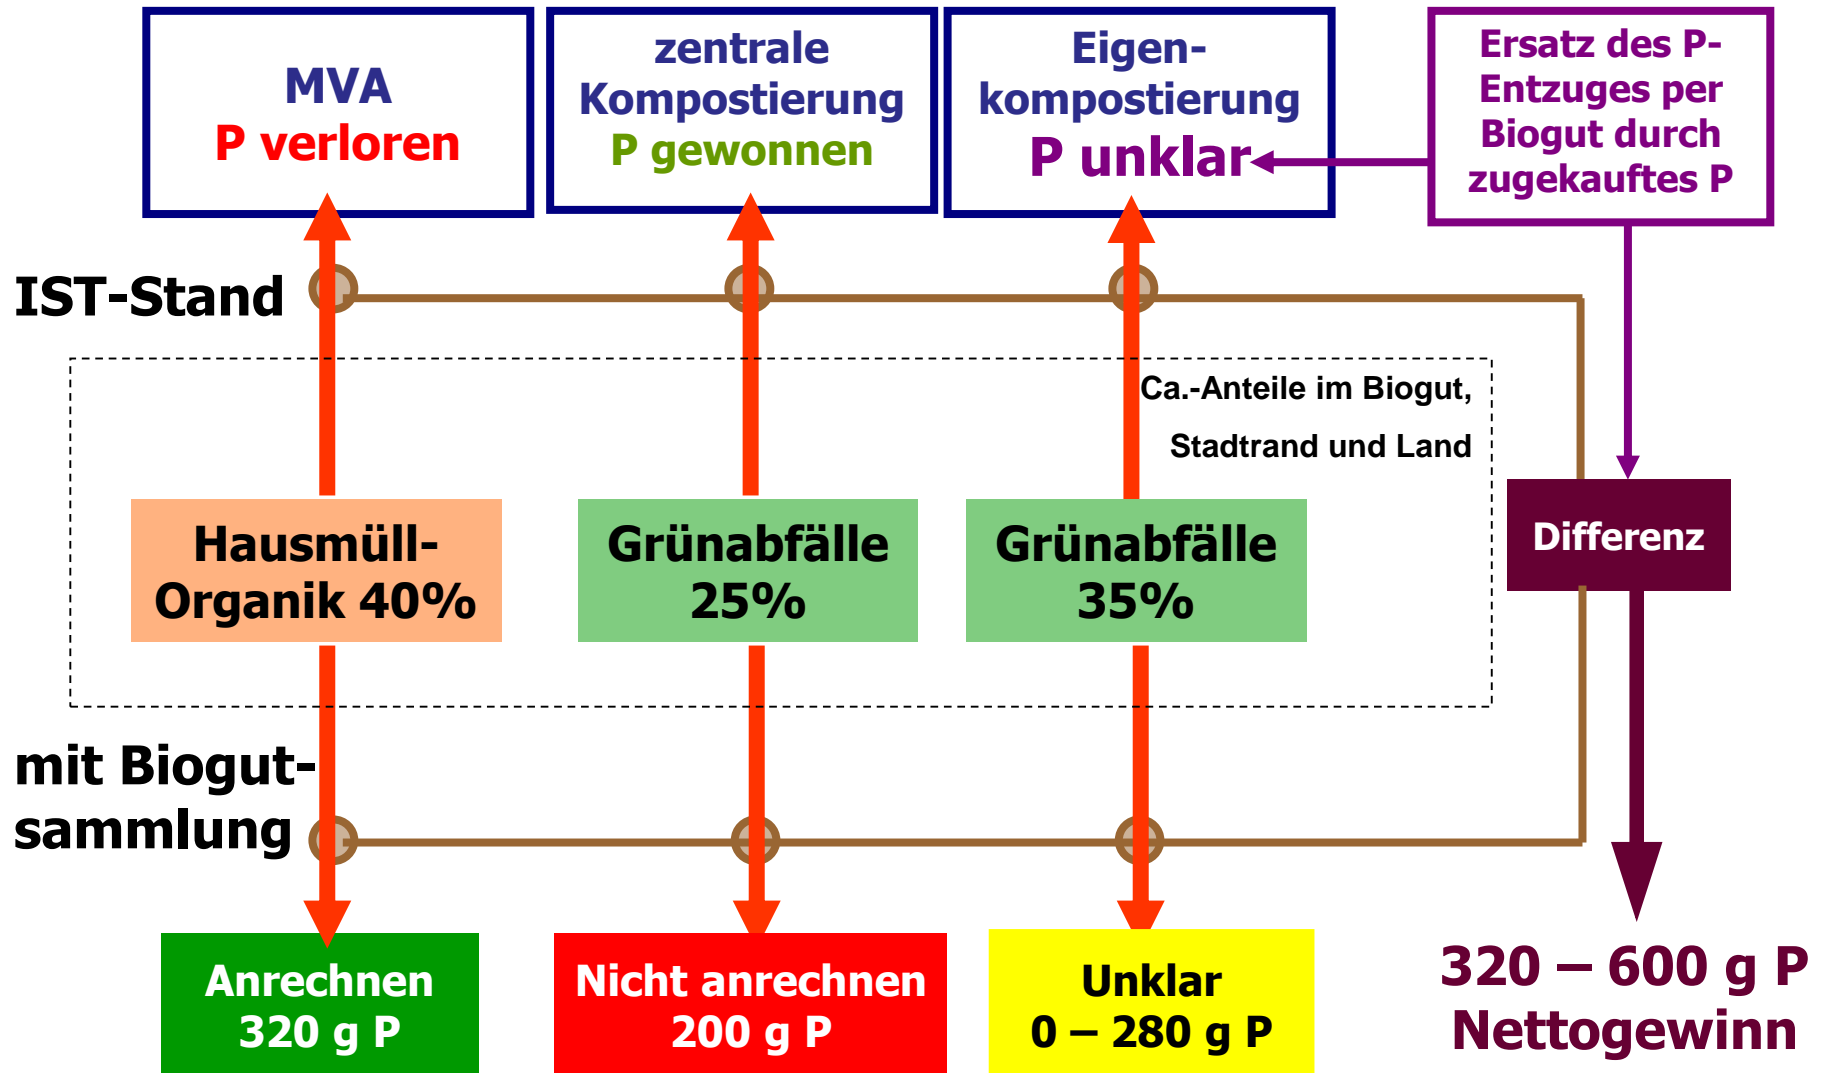 MVA
P verloren
zentrale
Kompostierung
P gewonnen
Eigen-
kompostierung
P unklar
Ersatz des P-
Entzuges per
Biogut durch
zugekauftes P
IST-Stand
Ca.-Anteile im Biogut,
Stadtrand und Land
Hausmüll-
Organik 40%
Grünabfälle
25%
Grünabfälle
35%
Differenz
mit Biogut-
sammlung
Anrechnen
320 g P
Nicht anrechnen
200 g P
Unklar
0 – 280 g P
320 – 600 g P
Nettogewinn